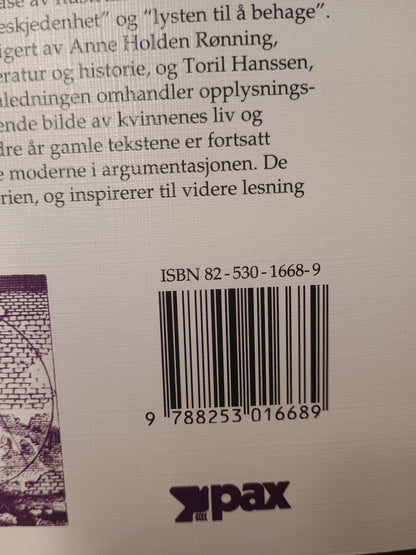 eskjedenhet" og "lysten til å behage".
igert av Anne Holden Rønning,
eratur og historie, og Toril Hanssen,
nledningen omhandler opplysnings-
ende bilde av kvinnenes liv og
dre år gamle tekstene er fortsatt
e moderne i argumentasjonen. De
rien, og inspirerer til videre lesning
ISBN 82-530-1668-9
9 788253 016689
pax